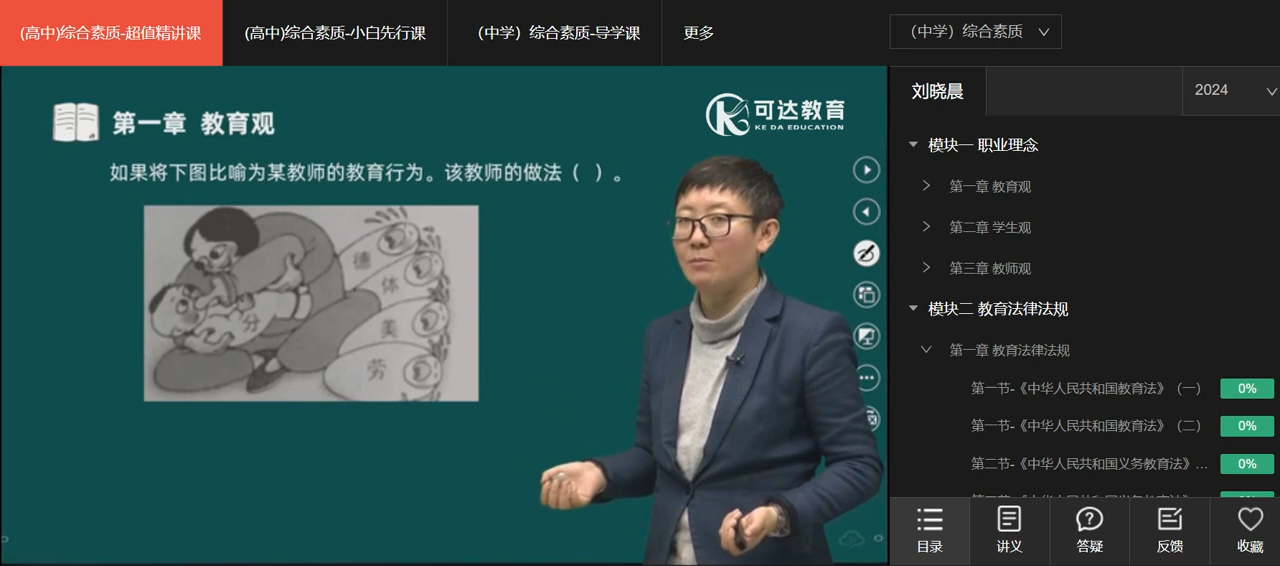 (高中)综合素质-超值精讲课
(高中)综合素质-小白先行课
（中学）综合素质-导学课
更多
（中学）综合素质
第一章 教育观
可达教育
KE DA EDUCATION
如果将下图比喻为某教师的教育行为。该教师的做法（ ）。
德
体
美
劳
分
刘晓晨
2024
模块一 职业理念
第一章 教育观
第二章 学生观
第三章 教师观
模块二 教育法律法规
第一章 教育法律法规
第一节-《中华人民共和国教育法》（一）
0%
第一节-《中华人民共和国教育法》（二）
0%
第二节-《中华人民共和国义务教育法》...
0%
目录
讲义
答疑
反馈
收藏